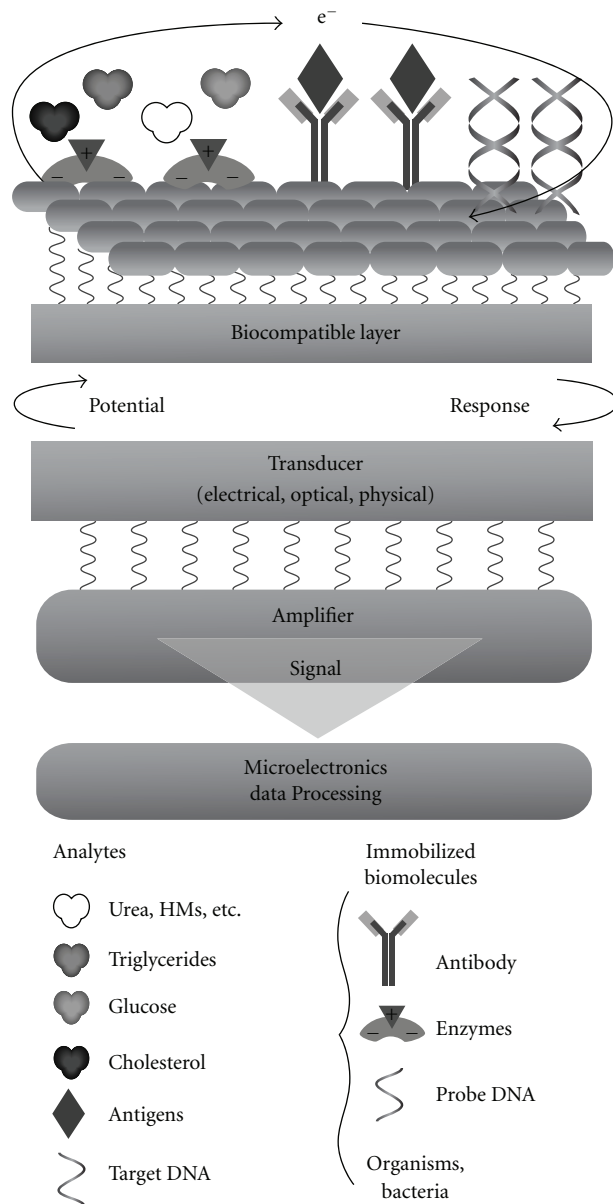 e−
+
+
− −
− −
Biocompatible layer
Potential
Response
Transducer
(electrical, optical, physical)
Amplifier
Signal
Microelectronics
data Processing
Analytes
Urea, HMs, etc.
Triglycerides
Glucose
Cholesterol
Antigens
Target DNA
Immobilized
biomolecules
Antibody
+
− −
Enzymes
Probe DNA
Organisms,
bacteria